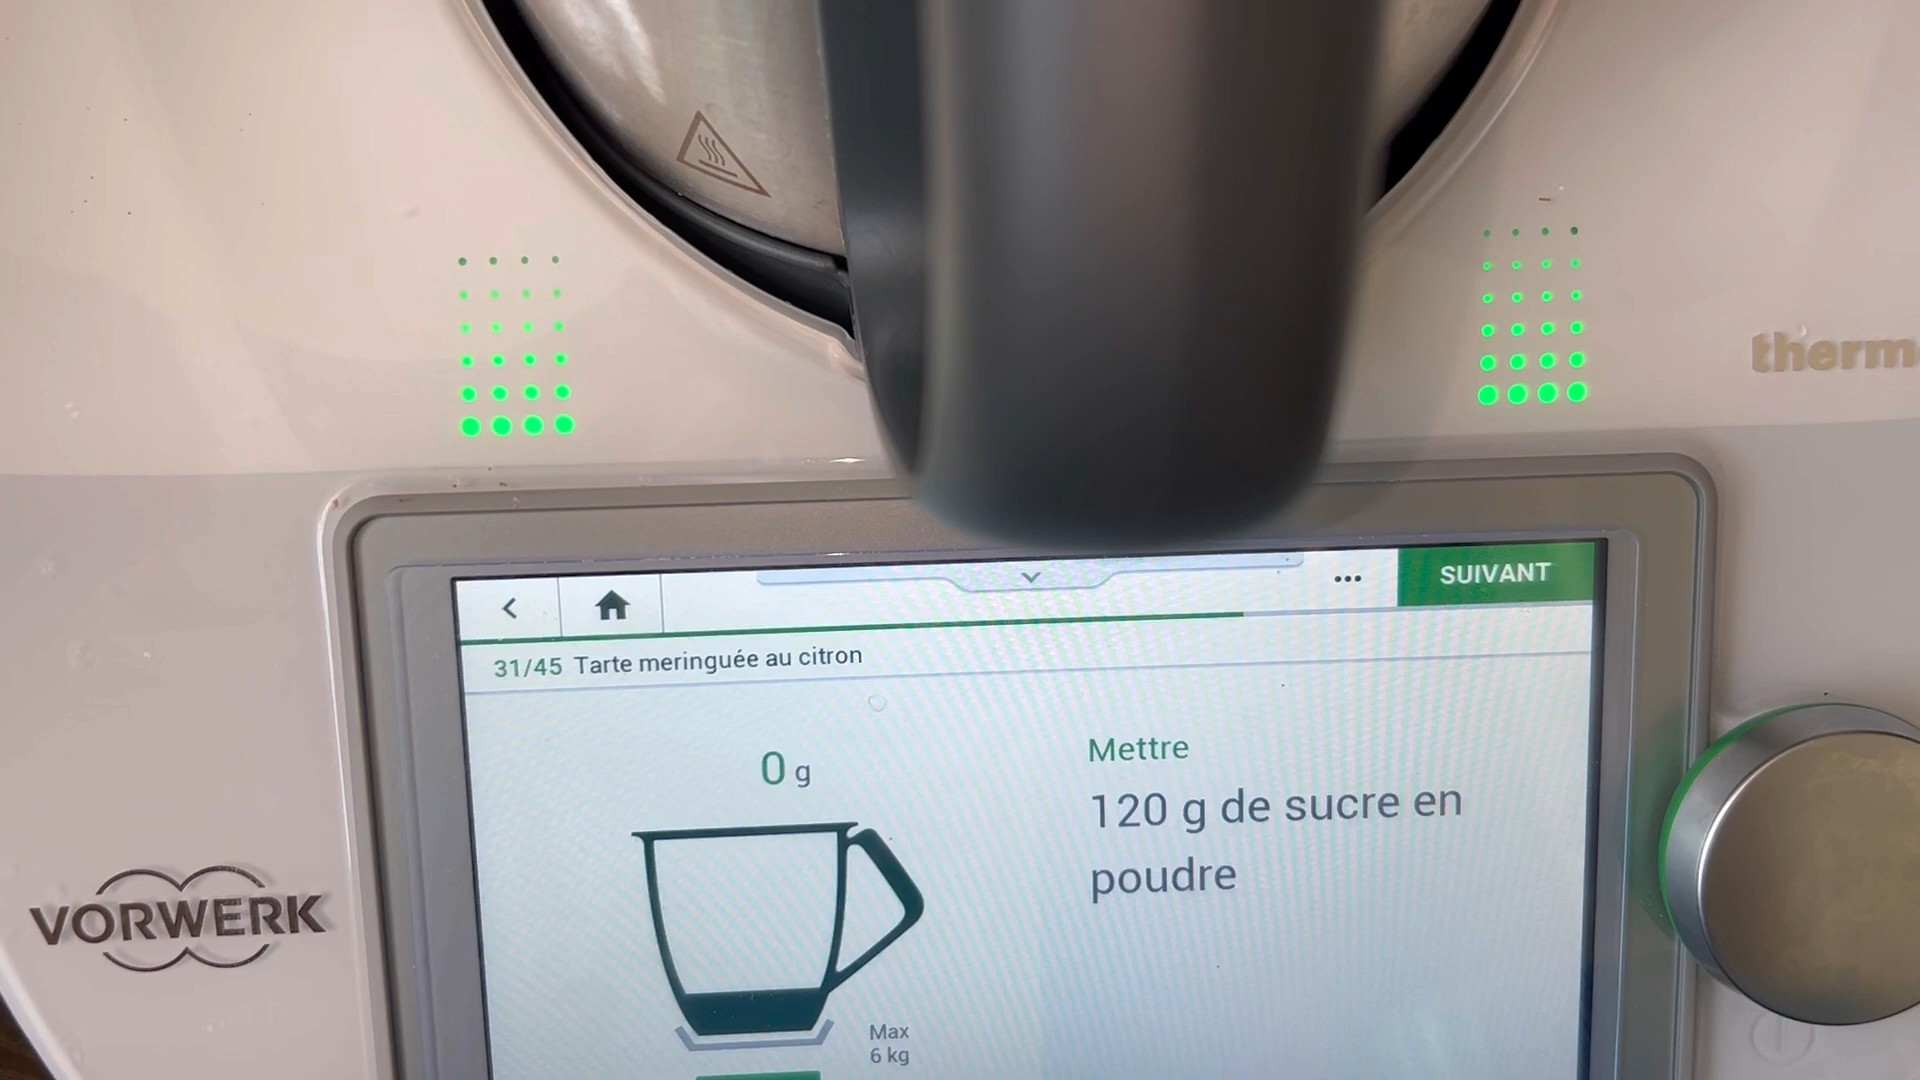 therm
SUIVANT
31/45 Tarte meringuée au citron
0 g
Mettre
120 g de sucre en
poudre
VORWERK
Max
6 kg